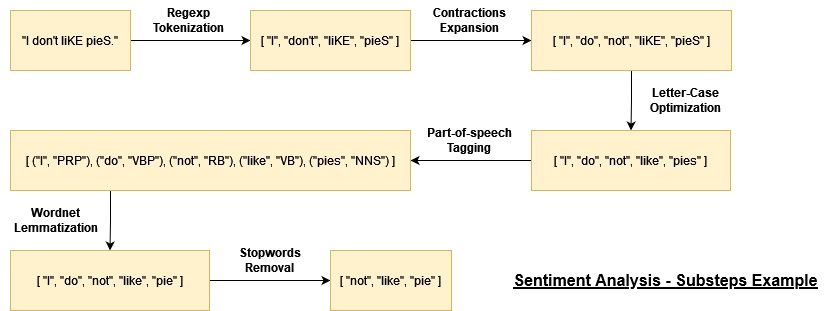 "I don't liKE pieS."
Regexp
Tokenization
[ "I", "don't", "liKE", "pieS" ]
Contractions
Expansion
[ "I", "do", "not", "liKE", "pieS" ]
Letter-Case
Optimization
[ "I", "do", "not", "like", "pies" ]
Part-of-speech
Tagging
[ ("I", "PRP"), ("do", "VBP"), ("not", "RB"), ("like", "VB"), ("pies", "NNS") ]
Wordnet
Lemmatization
[ "I", "do", "not", "like", "pie" ]
Stopwords
Removal
[ "not", "like", "pie" ]
Sentiment Analysis - Substeps Example